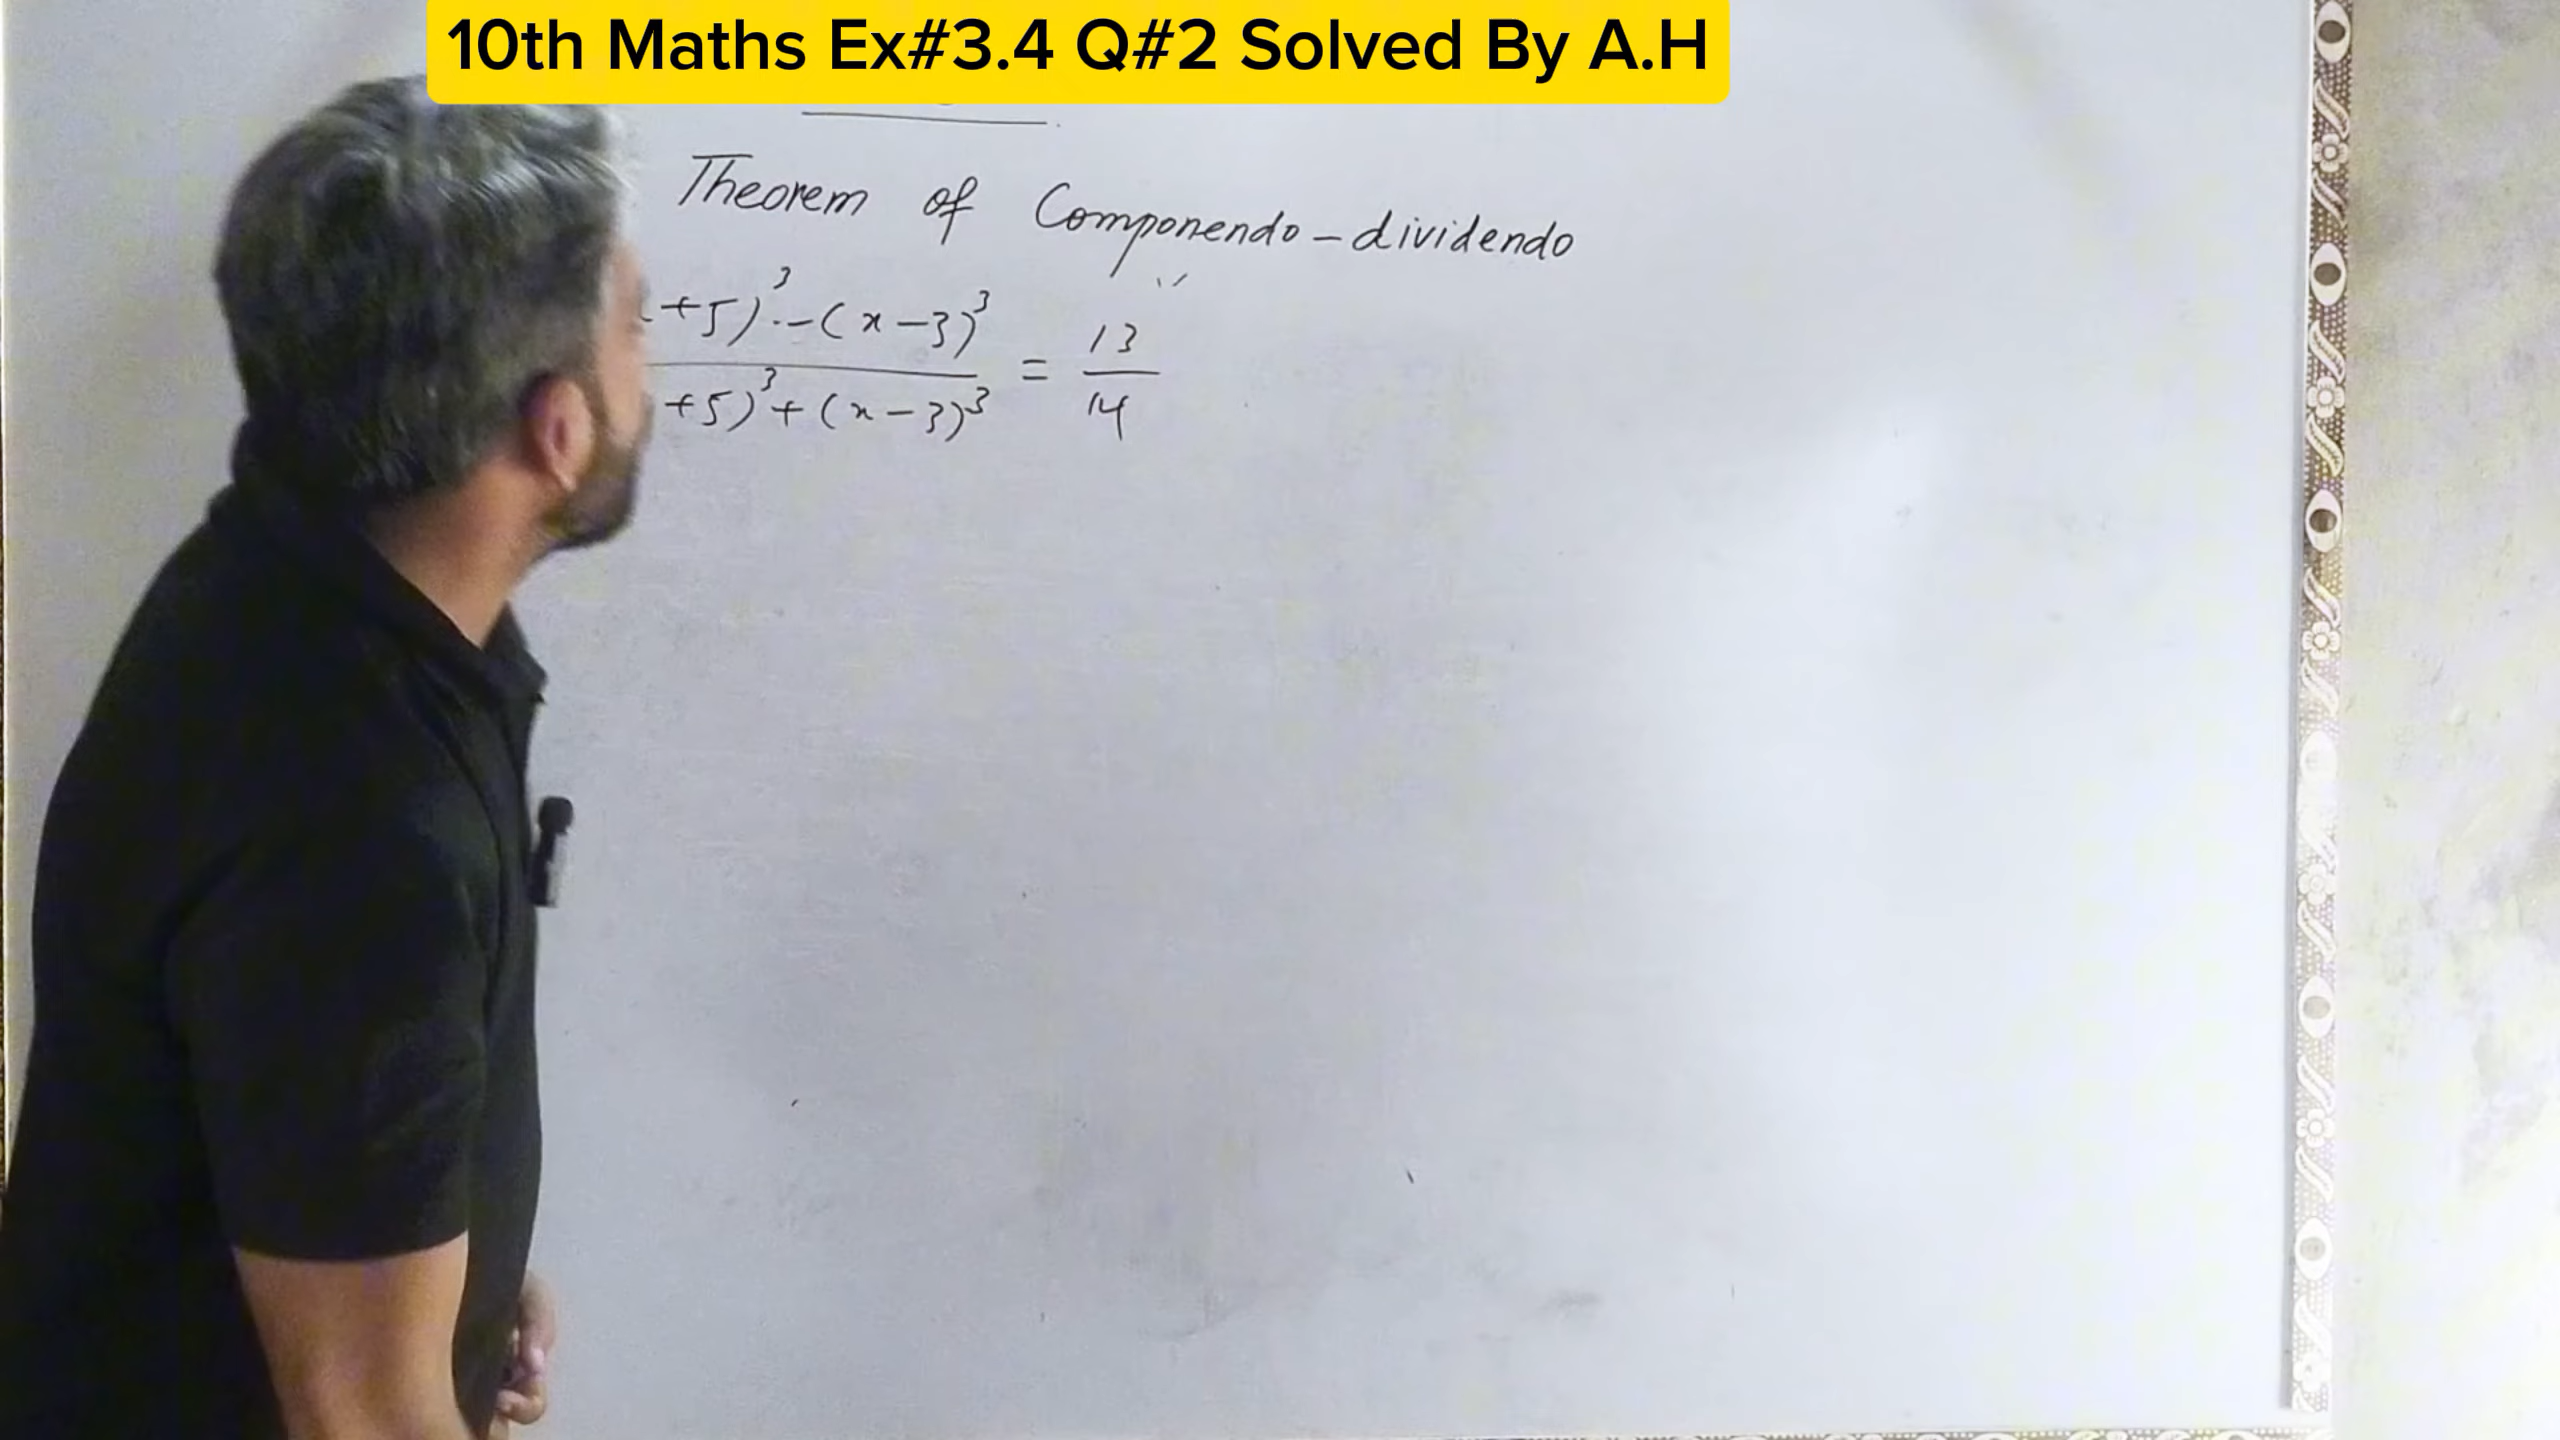 10th Maths Ex#3.4 Q#2 Solved By A.H
Theorem of Componendo-dividendo
+5)³-(x-3)³ = 13
+5)³+(x-3)³ 14